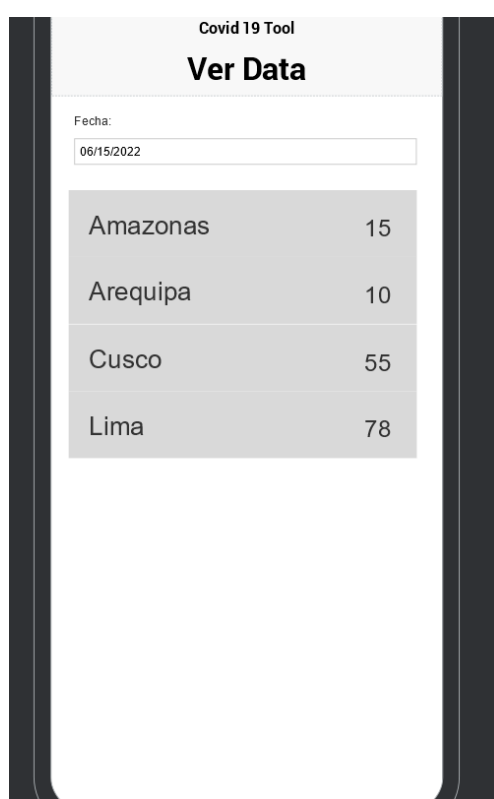 Covid 19 Tool
Ver Data
Fecha:
06/15/2022
Amazonas 15
Arequipa 10
Cusco 55
Lima 78